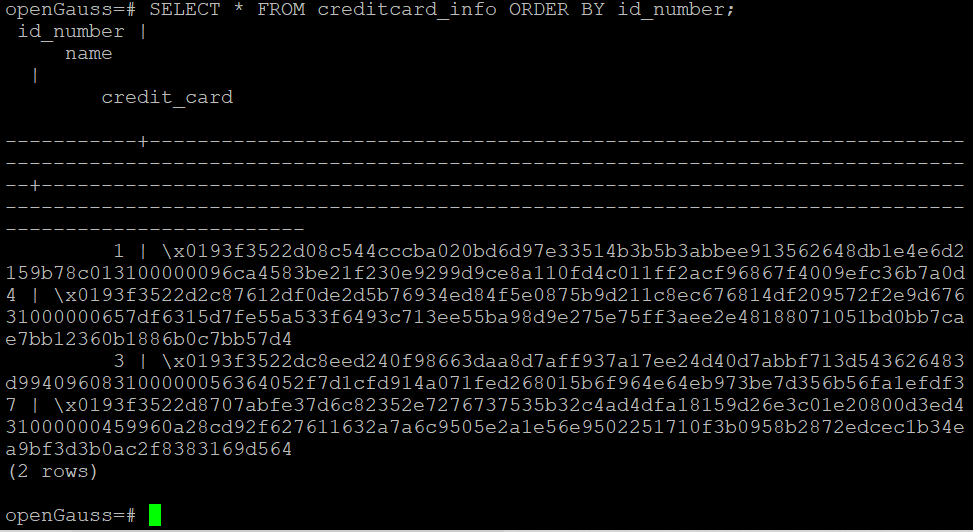 openGauss=# SELECT * FROM creditcard_info ORDER BY id_number;
id_number |
name
|
credit_card
-----------+--------------------------------------------------------------------
--------------------------------------------------------------------------------
--+-----------------------------------------------------------------------------
--------------------------------------------------------------------------------
-------------------------
1 | \x0193f3522d08c544cccba020bd6d97e33514b3b5b3abbee913562648db1e4e6d2
159b78c013100000096ca4583be21f230e9299d9ce8a110fd4c011ff2acf96867f4009efc36b7a0d
4 | \x0193f3522d2c87612df0de2d5b76934ed84f5e0875b9d211c8ec676814df209572f2e9d676
31000000657df6315d7fe55a533f6493c713ee55ba98d9e275e75ff3aee2e48188071051bd0bb7ca
e7bb12360b1886b0c7bb57d4
3 | \x0193f3522dc8eed240f98663daa8d7aff937a17ee24d40d7abbf713d543626483
d9940960831000000056364052f7d1cfd914a071fed268015b6f964e64eb973be7d356b56fa1efdf3
7 | \x0193f3522d8707abfe37d6c82352e7276737535b32c4ad4dfa18159d26e3c01e20800d3ed4
31000000459960a28cd92f627611632a7a6c9505e2a1e56e9502251710f3b0958b2872edcec1b34e
a9bf3d3b0ac2f8383169d564
(2 rows)
openGauss=#